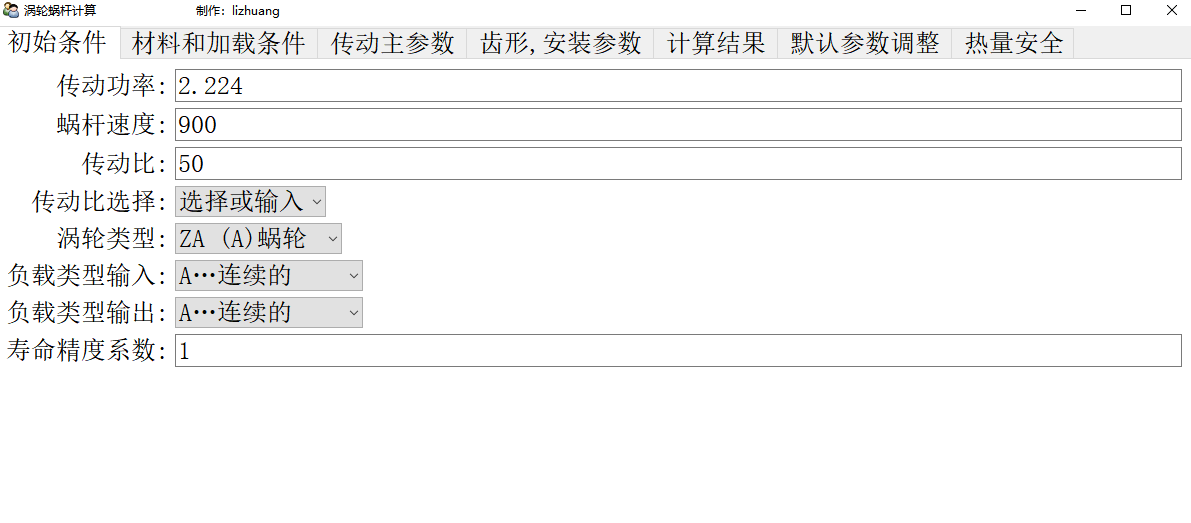 涡轮蜗杆计算 制作：lizhuang
初始条件 材料和加载条件 传动主参数 齿形,安装参数 计算结果 默认参数调整 热量安全
传动功率: 2.224
蜗杆速度: 900
传动比: 50
传动比选择: 选择或输入
涡轮类型: ZA (A)蜗轮
负载类型输入: A…连续的
负载类型输出: A…连续的
寿命精度系数: 1